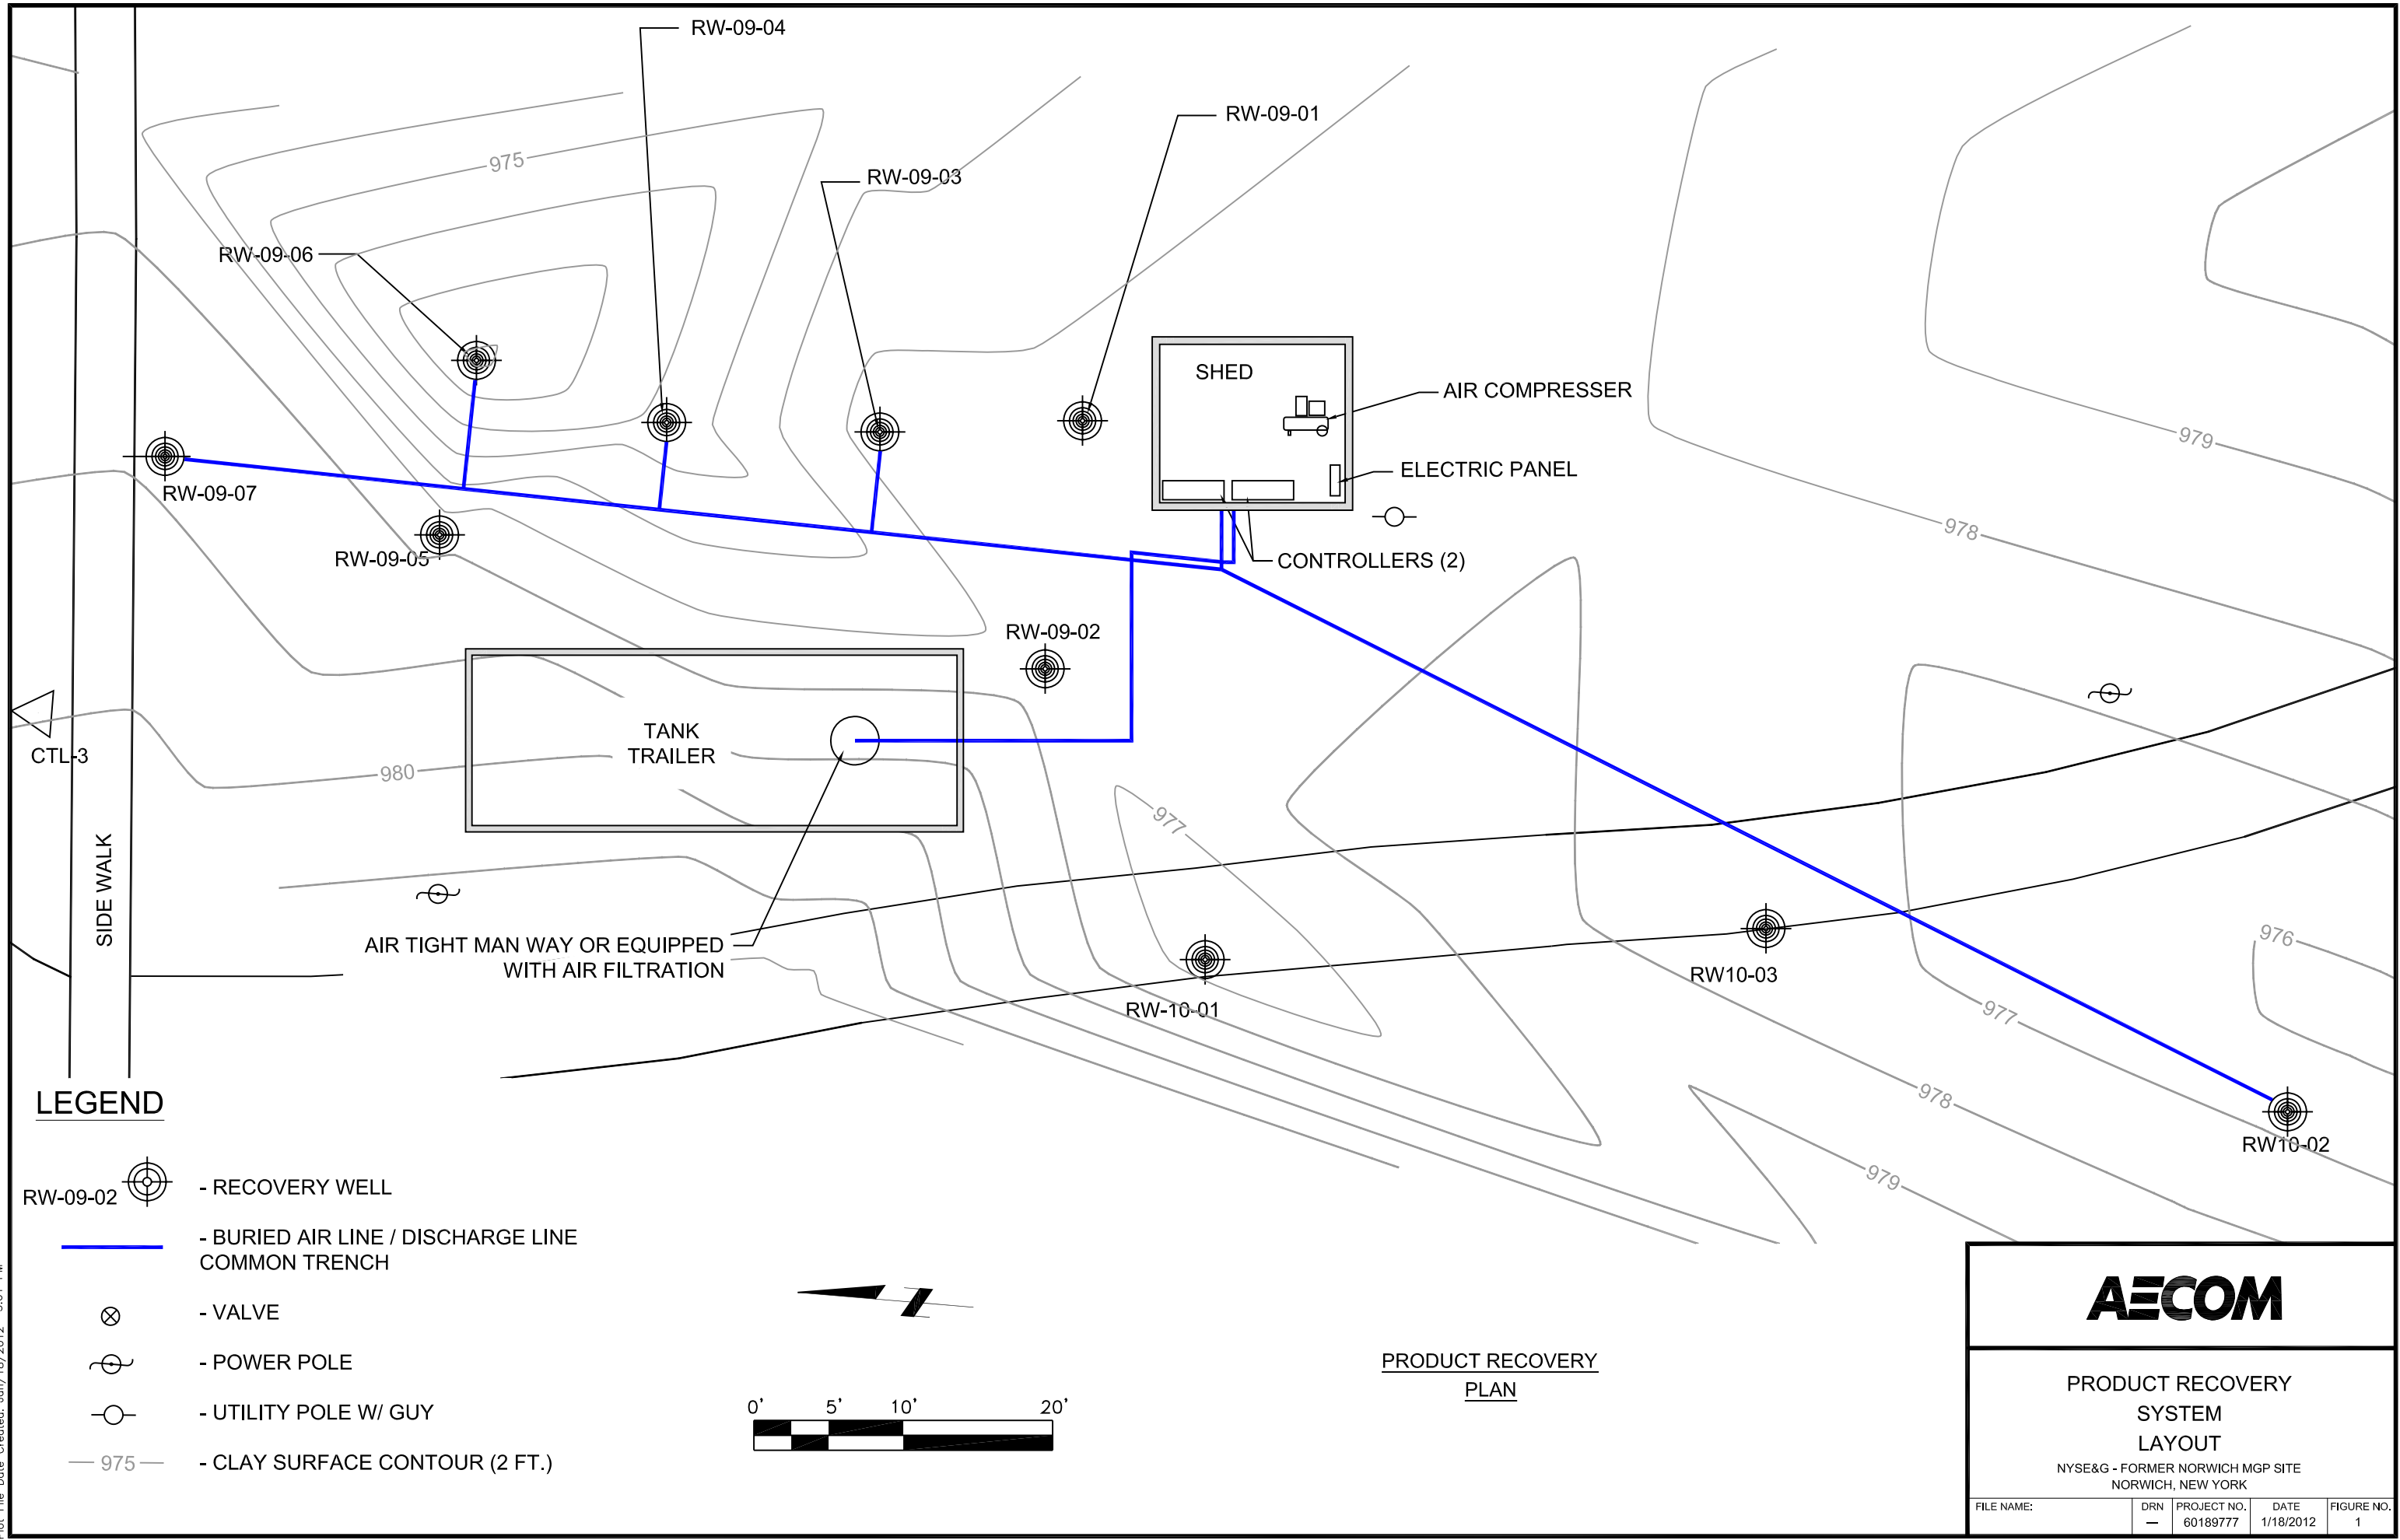 RW-09-04
RW-09-01
975
RW-09-03
RW-09-06
SHED
AIR COMPRESSER
979
ELECTRIC PANEL
RW-09-07
978
RW-09-05
CONTROLLERS (2)
RW-09-02
TANK
TRAILER
CTL-3
980
977
SIDE WALK
AIR TIGHT MAN WAY OR EQUIPPED
WITH AIR FILTRATION
976
RW10-03
RW-10-01
977
978
RW10-02
979
LEGEND
RW-09-02
- RECOVERY WELL
- BURIED AIR LINE / DISCHARGE LINE
COMMON TRENCH
- VALVE
- POWER POLE
- UTILITY POLE W/ GUY
975
- CLAY SURFACE CONTOUR (2 FT.)
0' 5' 10' 20'
PRODUCT RECOVERY
PLAN
AECOM
PRODUCT RECOVERY
SYSTEM
LAYOUT
NYSE&G - FORMER NORWICH MGP SITE
NORWICH, NEW YORK
FILE NAME: DRN PROJECT NO. DATE FIGURE NO.
— 60189777 1/18/2012 1